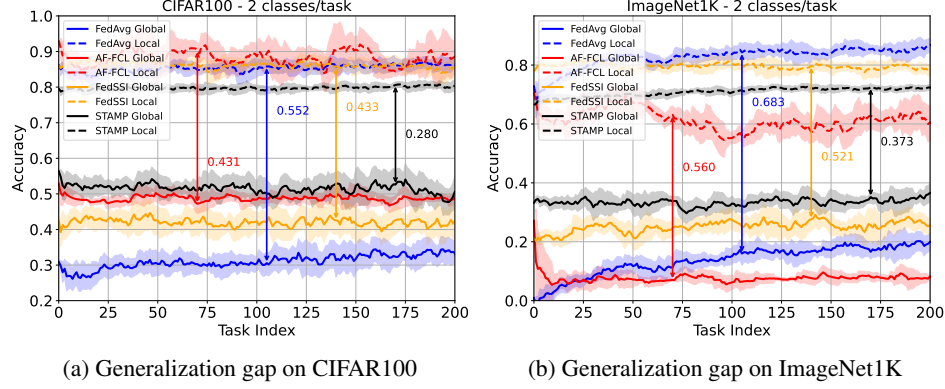 CIFAR100 - 2 classes/task
Accuracy
1.0
0.9
0.8
0.7
0.6
0.5
0.4
0.3
0.2
FedAvg Global
FedAvg Local
AF-FCL Global
AF-FCL Local
FedSSI Global
FedSSI Local
STAMP Global
STAMP Local
0.431
0.552
0.433
0.280
0 25 50 75 100 125 150 175 200
Task Index
(a) Generalization gap on CIFAR100
ImageNet1K - 2 classes/task
Accuracy
0.8
0.6
0.4
0.2
0.0
FedAvg Global
FedAvg Local
AF-FCL Global
AF-FCL Local
FedSSI Global
FedSSI Local
STAMP Global
STAMP Local
0.560
0.683
0.521
0.373
0 25 50 75 100 125 150 175 200
Task Index
(b) Generalization gap on ImageNet1K